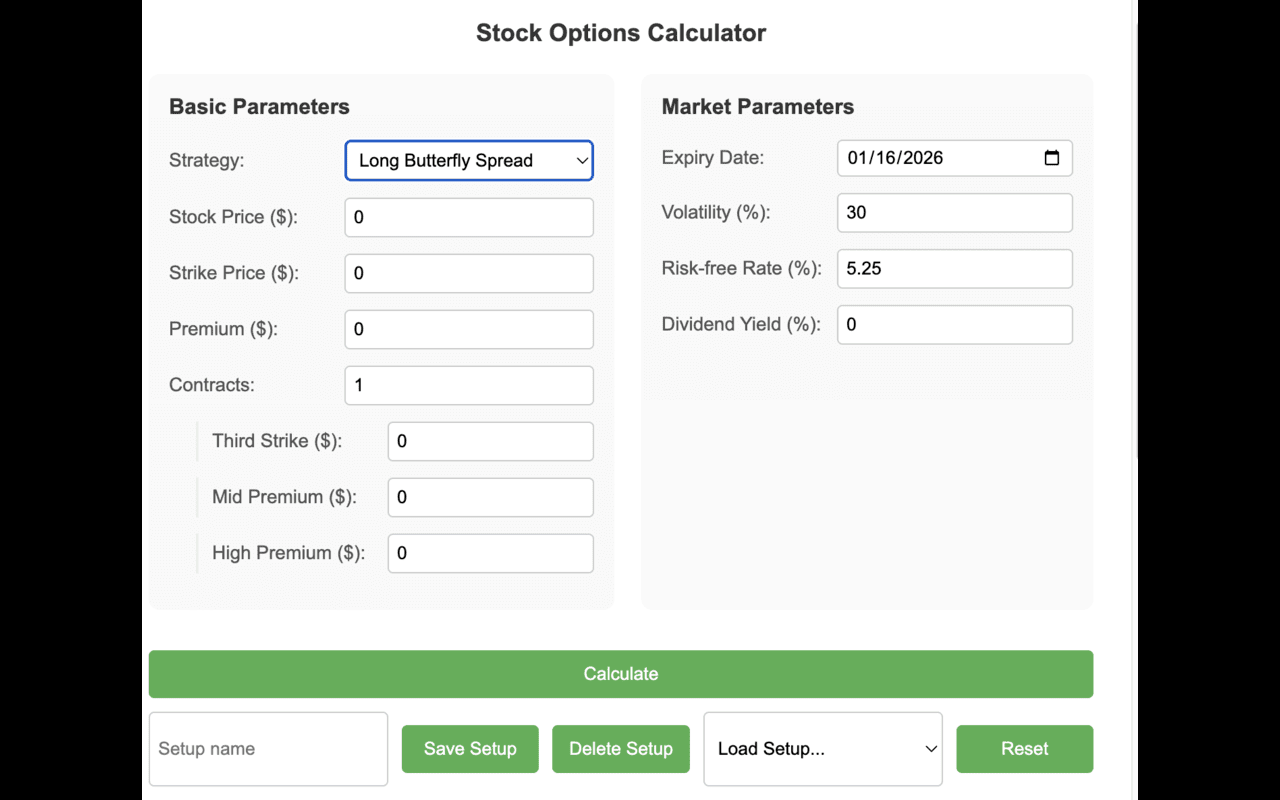 Stock Options Calculator
Basic Parameters
Strategy: Long Butterfly Spread
Stock Price ($): 0
Strike Price ($): 0
Premium ($): 0
Contracts: 1
Third Strike ($): 0
Mid Premium ($): 0
High Premium ($): 0
Market Parameters
Expiry Date: 01/16/2026
Volatility (%): 30
Risk-free Rate (%): 5.25
Dividend Yield (%): 0
Calculate
Setup name Save Setup Delete Setup Load Setup... Reset